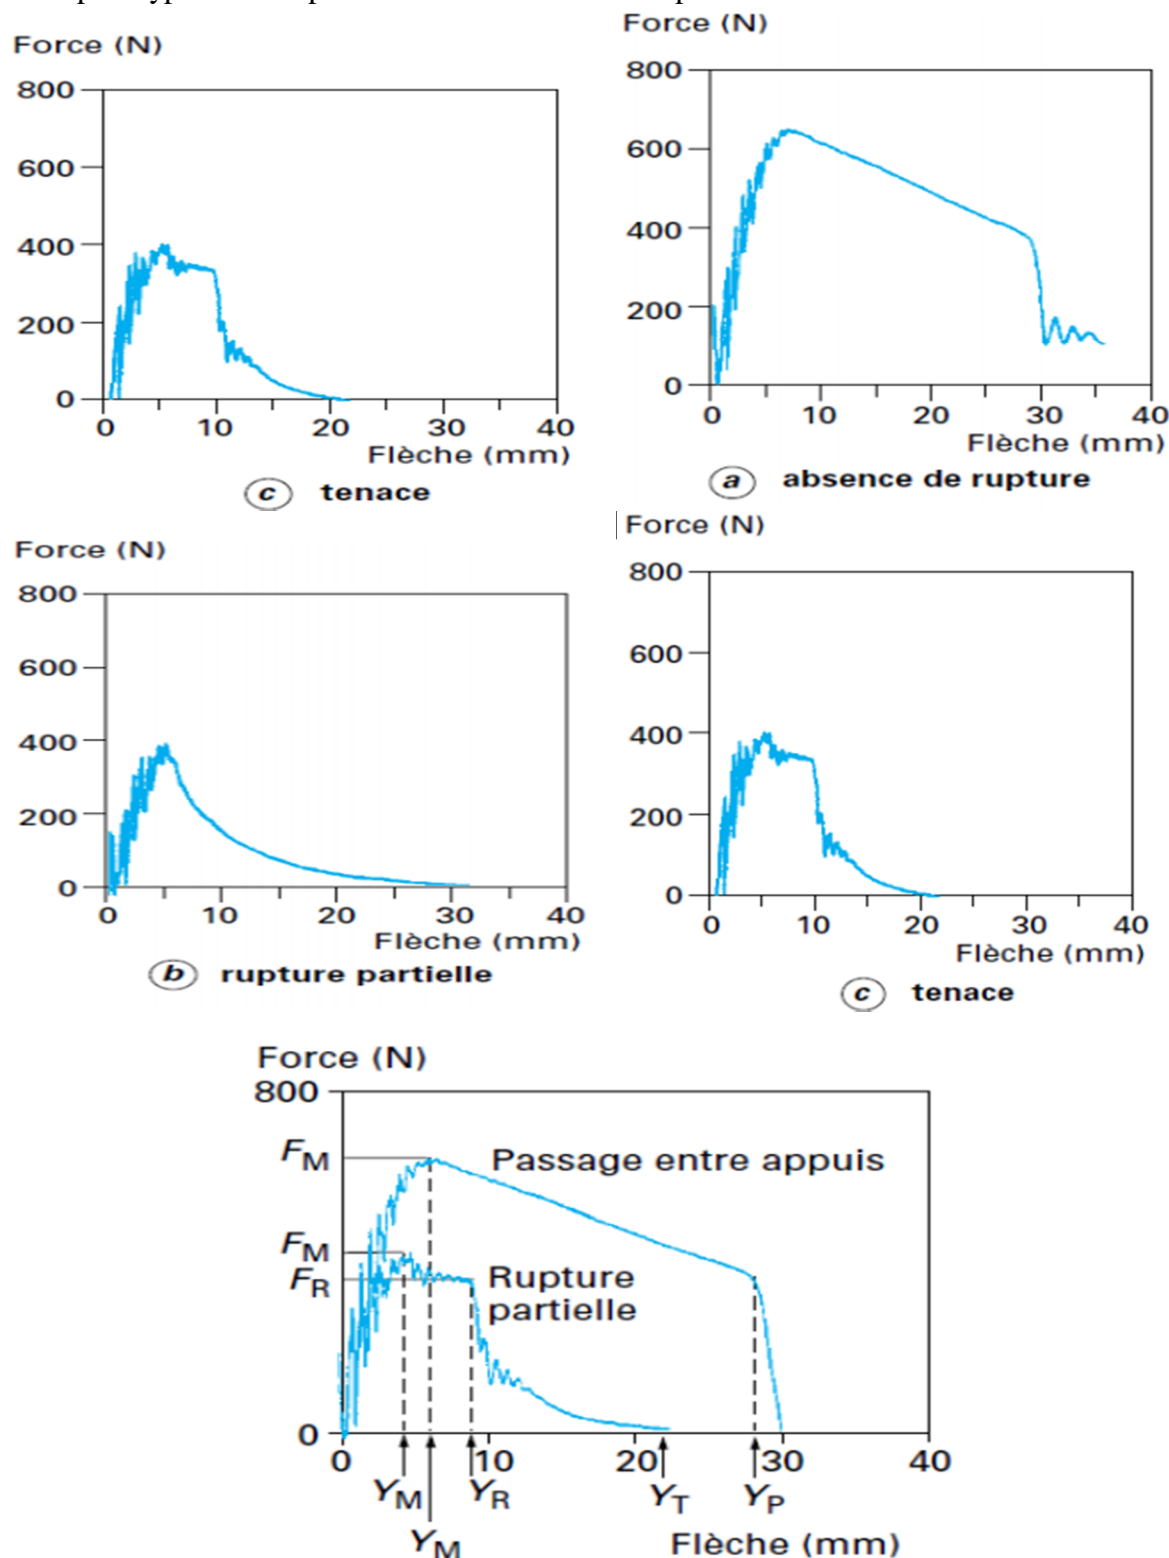 Force (N)
800
600
400
200
0
0 10 20 30 40
Flèche (mm)
c tenace
Force (N)
800
600
400
200
0
0 10 20 30 40
Flèche (mm)
a absence de rupture
Force (N)
800
600
400
200
0
0 10 20 30 40
Flèche (mm)
b rupture partielle
Force (N)
800
600
400
200
0
0 10 20 30 40
Flèche (mm)
c tenace
Force (N)
800
FM
Passage entre appuis
FM
FR
Rupture
partielle
0
0 10 20 30 40
YM YR YT YP
YM
Flèche (mm)